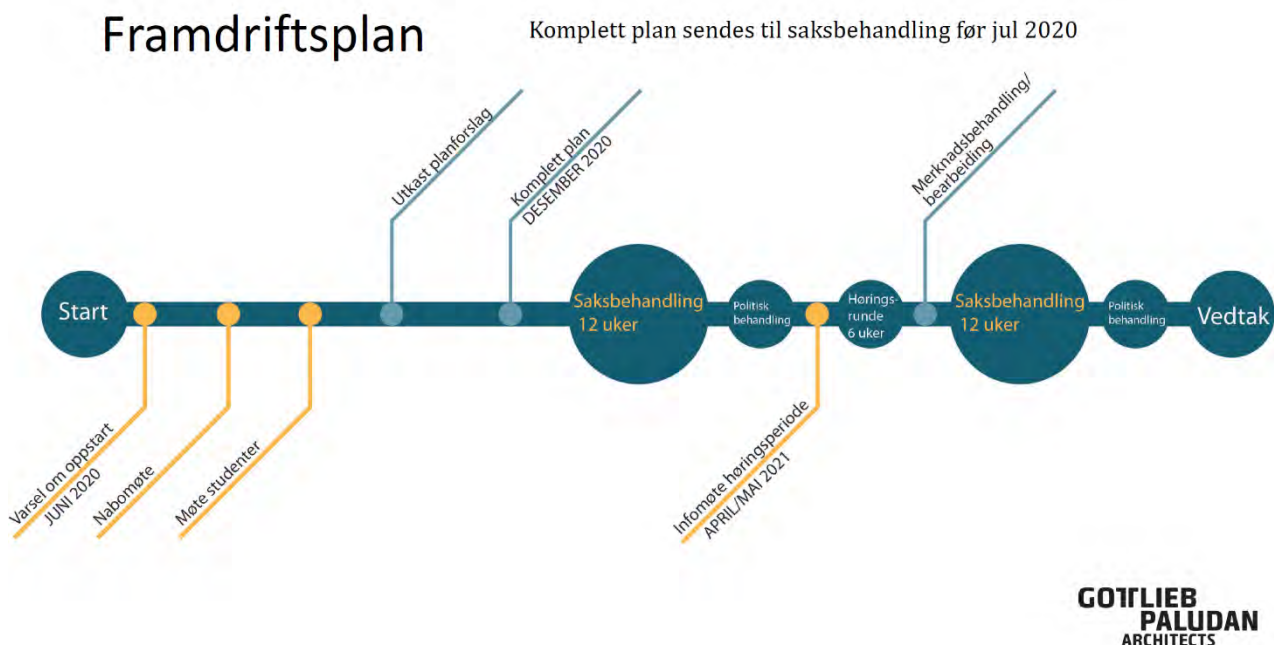 Framdriftsplan
Komplett plan sendes til saksbehandling før jul 2020
Utkast planforslag
Komplett plan
DESEMBER 2020
Merknadsbehandling/
bearbeiding
Start
Saksbehandling
12 uker
Politisk
behandling
Hørings-
runde
6 uker
Saksbehandling
12 uker
Politisk
behandling
Vedtak
Varsel om oppstart
JUNI 2020
Nabomøte
Møte studenter
Infomøte høringsperiode
APRIL/MAI 2021
GOTTLIEB
PALUDAN
ARCHITECTS